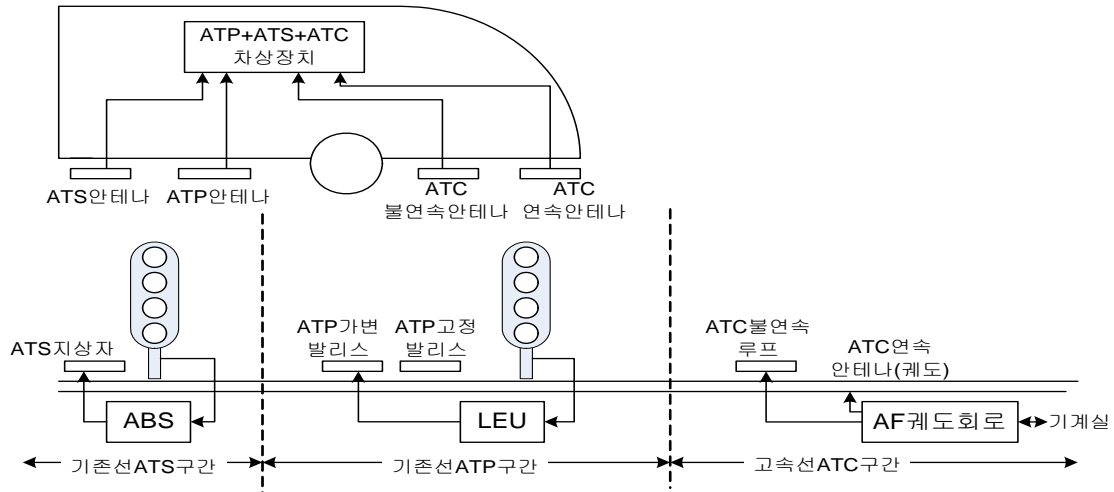 ATP+ATS+ATC
차상장치
ATS안테나
ATP안테나
ATC
불연속안테나
ATC
연속안테나
ATS지상자
ATP가변
발리스
ATP고정
발리스
ATC불연속
루프
ATC연속
안테나(궤도)
ABS
LEU
AF궤도회로
기계실
기존선ATS구간
기존선ATP구간
고속선ATC구간